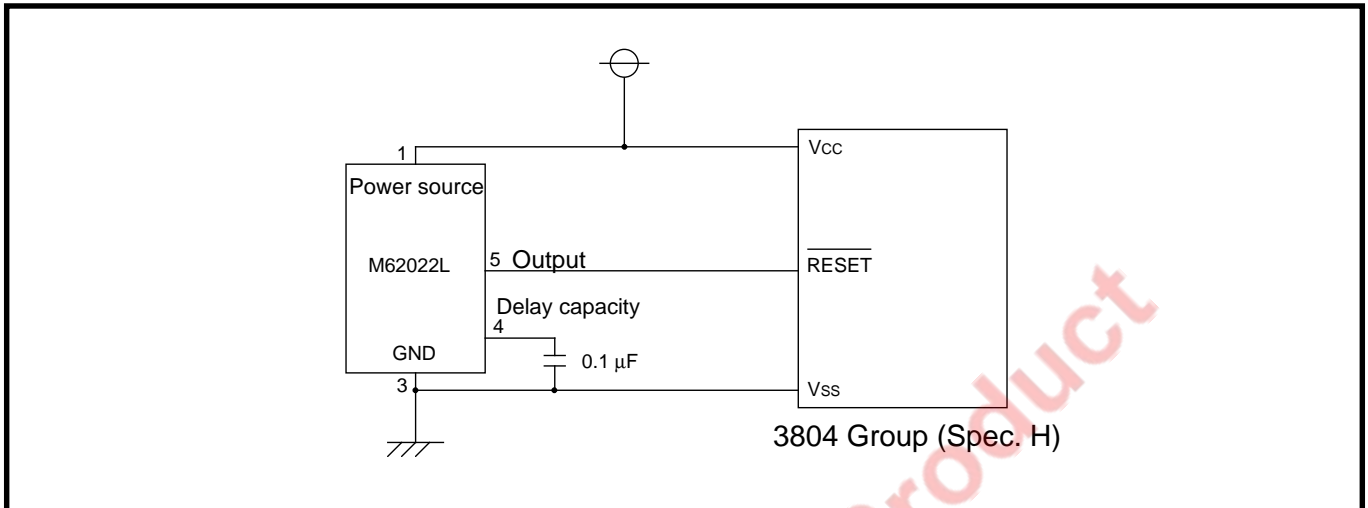 1
Vcc
Power source
M62022L
5 Output
RESET
Delay capacity
4
0.1 μF
GND
3
Vss
3804 Group (Spec. H)
roduct